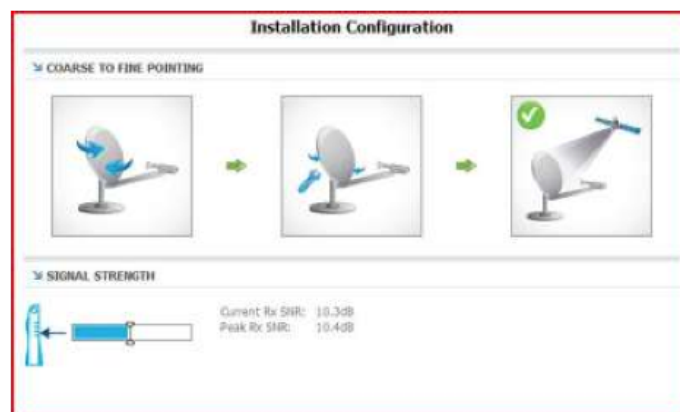 Installation Configuration
COARSE TO FINE POINTING
SIGNAL STRENGTH
Current Rx SNR: 10.3dB
Peak Rx SNR: 10.4dB